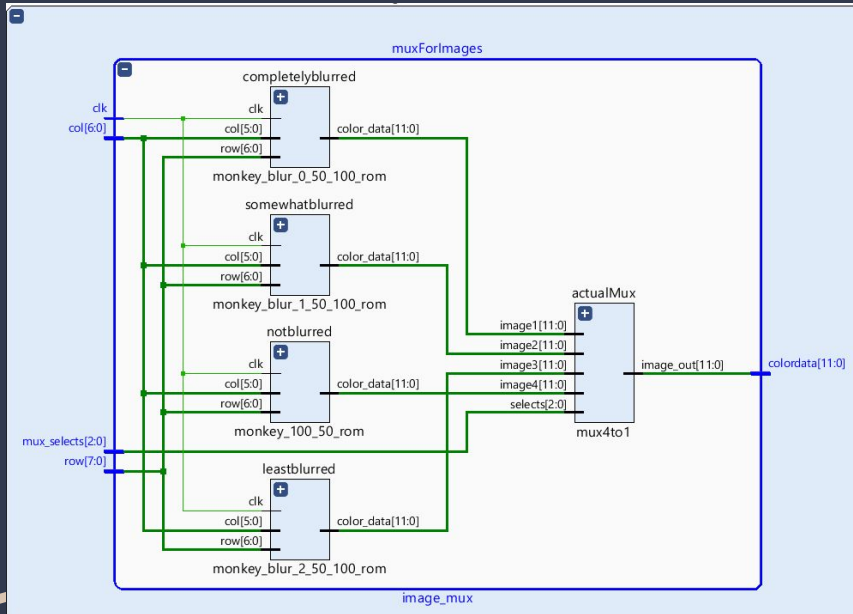 muxForImages
completelyblurred
clk
col[6:0]
clk
col[5:0]
row[6:0]
color_data[11:0]
monkey_blur_0_50_100_rom
somewhatblurred
clk
col[5:0]
row[6:0]
color_data[11:0]
monkey_blur_1_50_100_rom
notblurred
clk
col[5:0]
row[6:0]
color_data[11:0]
monkey_100_50_rom
mux_selects[2:0]
row[7:0]
leastblurred
clk
col[5:0]
row[6:0]
color_data[11:0]
monkey_blur_2_50_100_rom
actualMux
image1[11:0]
image2[11:0]
image3[11:0]
image4[11:0]
selects[2:0]
image_out[11:0]
mux4to1
colordata[11:0]
image_mux